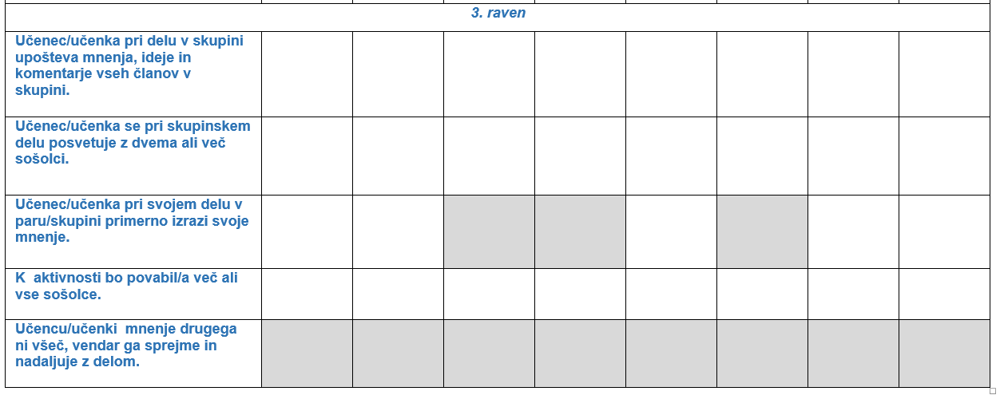 3. raven
Učenec/učenka pri delu v skupini
upošteva mnenja, ideje in
komentarje vseh članov v
skupini.
Učenec/učenka se pri skupinskem
delu posvetuje z dvema ali več
sošolci.
Učenec/učenka pri svojem delu v
paru/skupini primerno izrazi svoje
mnenje.
K aktivnosti bo povabil/a več ali
vse sošolce.
Učencu/učenki mnenje drugega
ni všeč, vendar ga sprejme in
nadaljuje z delom.